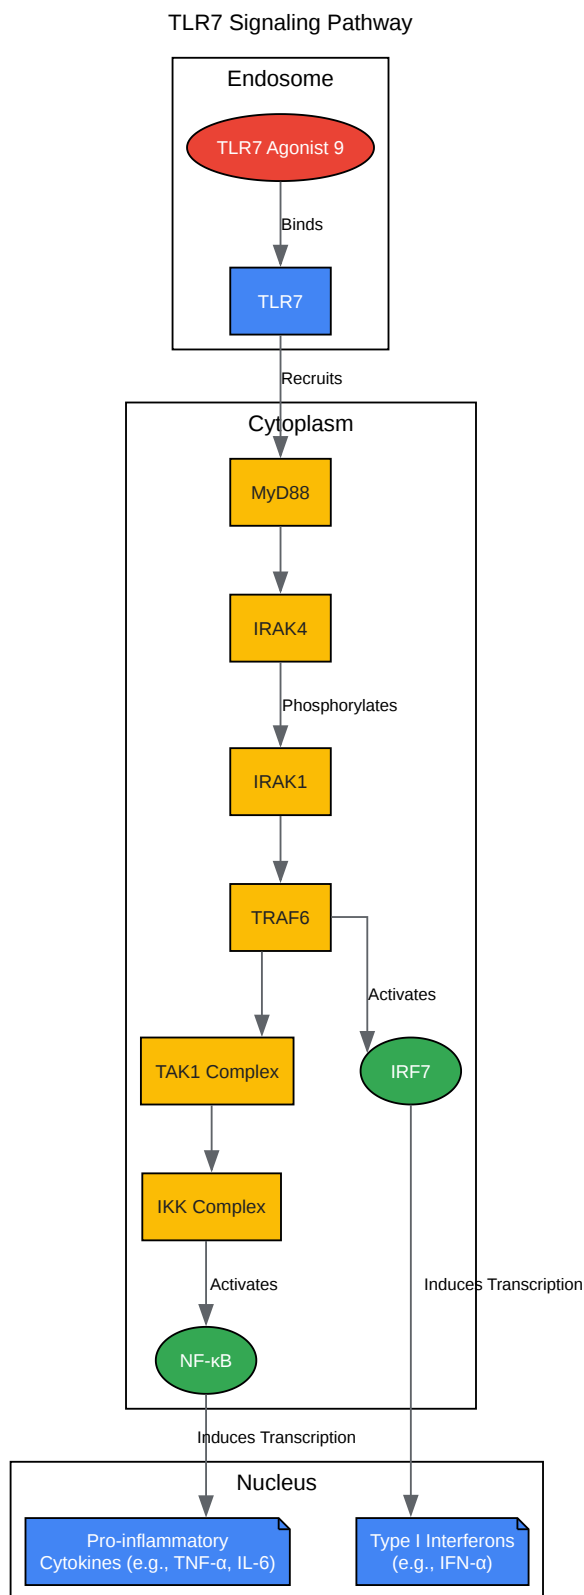 TLR7 Signaling Pathway
Endosome
TLR7 Agonist 9
Binds
TLR7
Recruits
Cytoplasm
MyD88
IRAK4
Phosphorylates
IRAK1
TRAF6
Activates
TAK1 Complex
IRF7
IKK Complex
Activates
Induces Transcription
NF-κB
Induces Transcription
Nucleus
Pro-inflammatory
Cytokines (e.g., TNF-α, IL-6)
Type I Interferons
(e.g., IFN-α)